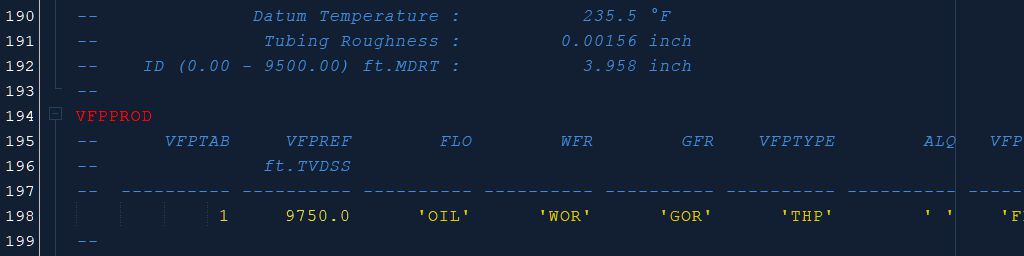 190 -- Datum Temperature : 235.5 °F
191 -- Tubing Roughness : 0.00156 inch
192 -- ID (0.00 - 9500.00) ft.MDRT : 3.958 inch
193 --
194 VFPPROD
195 -- VFPTAB VFPREF FLO WFR GFR VFPTYPE ALQ VFP
196 -- ft.TVDSS
197 -- ---------- ---------- ---------- ---------- ---------- ---------- ---------- -----
198 1 9750.0 'OIL' 'WOR' 'GOR' 'THP' ' ' 'F
199 --